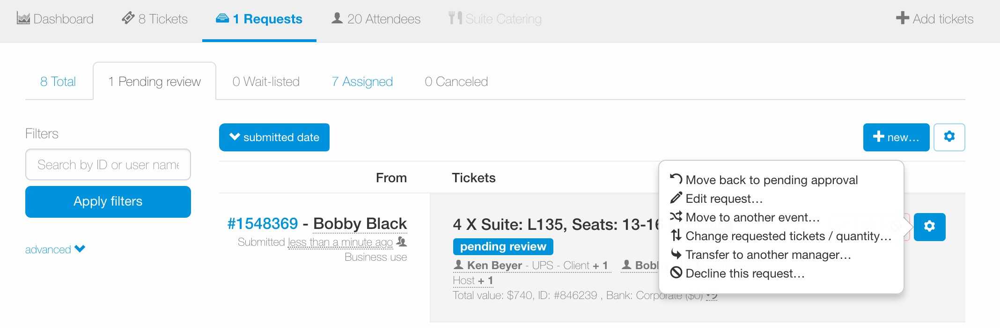 Dashboard
8 Tickets
1 Requests
20 Attendees
Suite Catering
Add tickets
8 Total
1 Pending review
0 Wait-listed
7 Assigned
0 Canceled
Filters
Search by ID or user name
Apply filters
advanced
submitted date
new...
From
Tickets
#1548369 - Bobby Black
Submitted less than a minute ago
Business use
4 X Suite: L135, Seats: 13-16
pending review
Ken Beyer - UPS - Client + 1
Host + 1
Total value: $740, ID: #846239 , Bank: Corporate ($0)
Move back to pending approval
Edit request...
Move to another event...
Change requested tickets / quantity...
Transfer to another manager...
Decline this request...